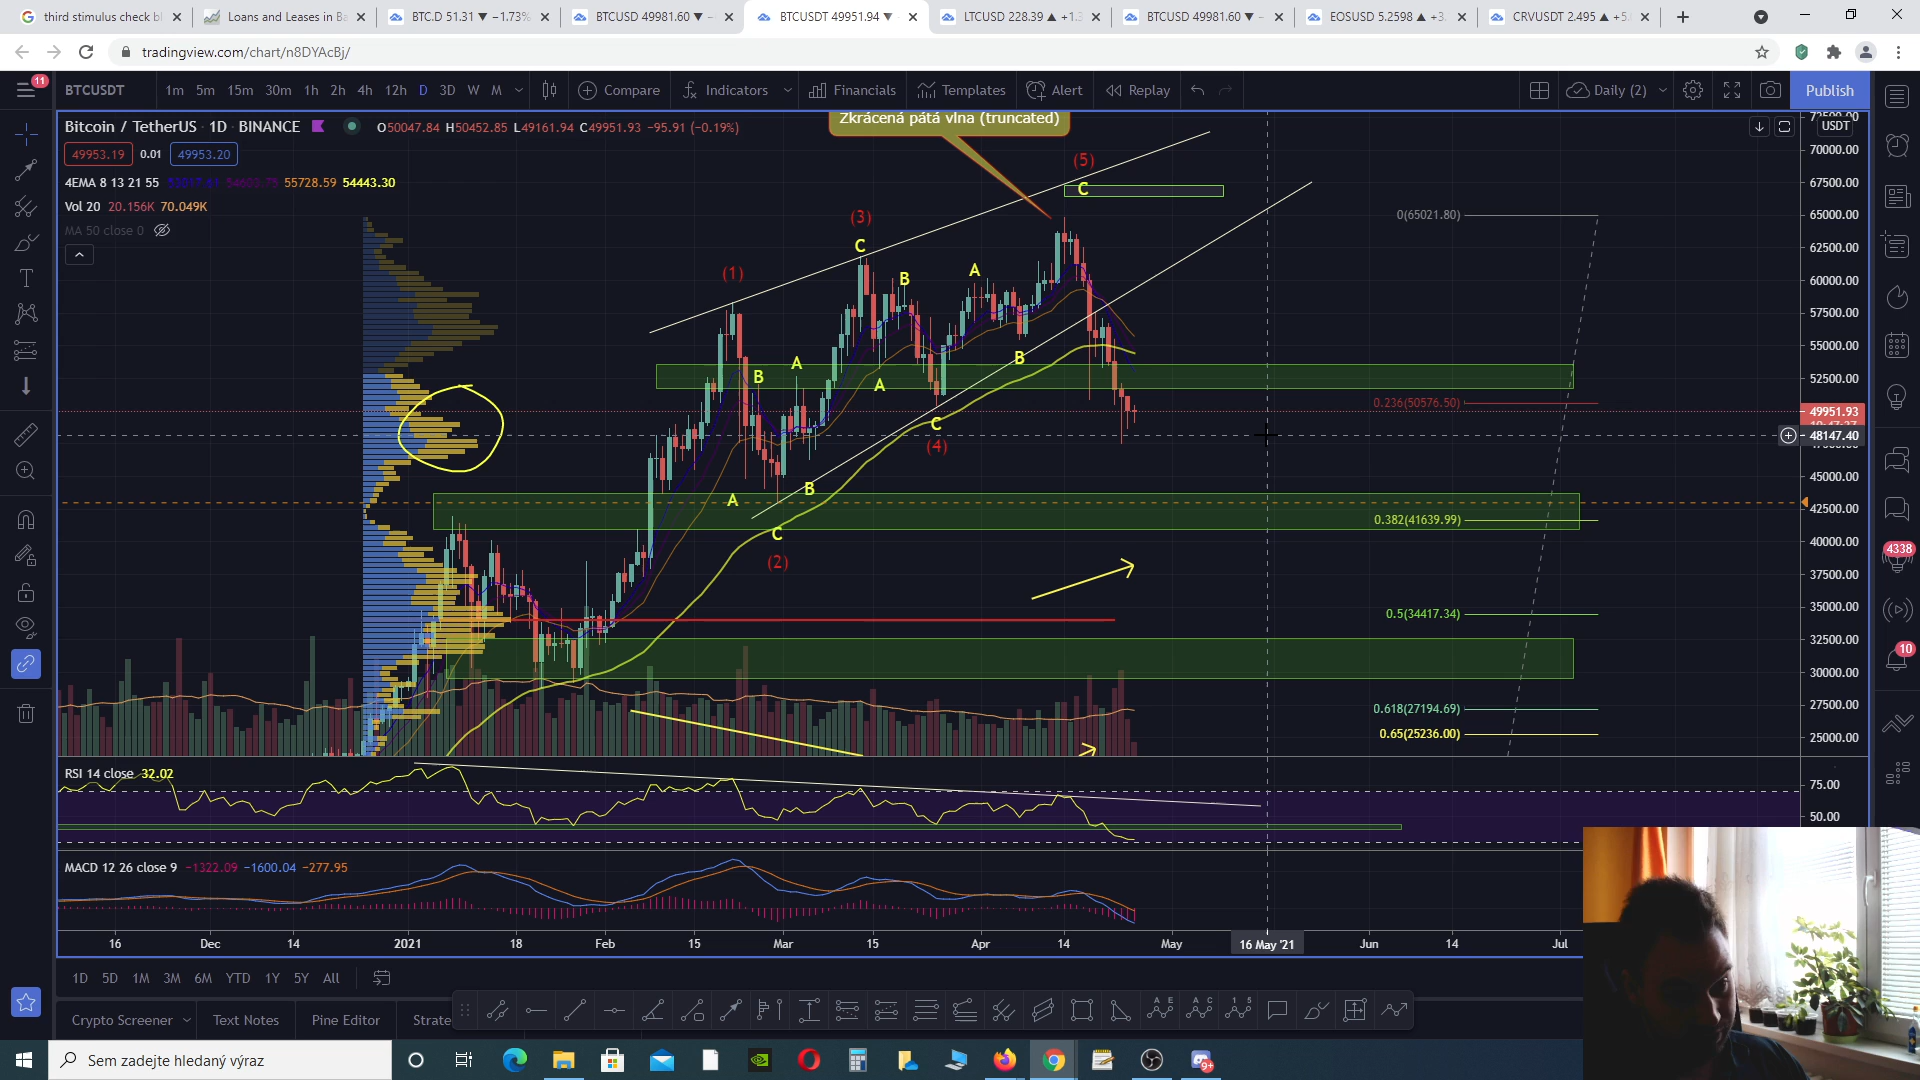 third stimulus check bl
Loans and Leases in Ba
BTC.D 51.31 ▼ −1.73%
BTCUSD 49981.60 ▼ −
BTCUSDT 49951.94 ▼ −
LTCUSD 228.39 ▲ +1.3
BTCUSD 49981.60 ▼ −
EOSUSD 5.2598 ▲ +3.
CRVUSDT 2.495 ▲ +5.
tradingview.com/chart/n8DYAcBj/
11
BTCUSDT 1m 5m 15m 30m 1h 2h 4h 12h D 3D W M Compare Indicators Financials Templates Alert Replay Daily (2) Publish
Bitcoin / TetherUS · 1D · BINANCE O50047.84 H50452.85 L49161.94 C49951.93 −95.91 (−0.19%)
49953.19 0.01 49953.20
4EMA 8 13 21 55 55728.59 54443.30
Vol 20 20.156K 70.049K
MA 50 close 0
Zkrácená pátá vlna (truncated)
USDT
70000.00
67500.00
65000.00
62500.00
60000.00
57500.00
55000.00
52500.00
49951.93
48147.40
45000.00
42500.00
40000.00
37500.00
35000.00
32500.00
30000.00
27500.00
25000.00
(5)
C
(3)
C
(1)
B
A
B
A
B
A
C
(4)
B
A
B
C
(2)
0(65021.80)
0.236(50576.50)
0.382(41639.99)
0.5(34417.34)
0.618(27194.69)
0.65(25236.00)
RSI 14 close 32.02
75.00
50.00
MACD 12 26 close 9 −1322.09 −1600.04 −277.95
16 Dec 14 2021 18 Feb 15 Mar 15 Apr 14 May 16 May '21 Jun 14 Jul
1D 5D 1M 3M 6M YTD 1Y 5Y All
Crypto Screener Text Notes Pine Editor Strate
4338
10
Sem zadejte hledaný výraz
9+